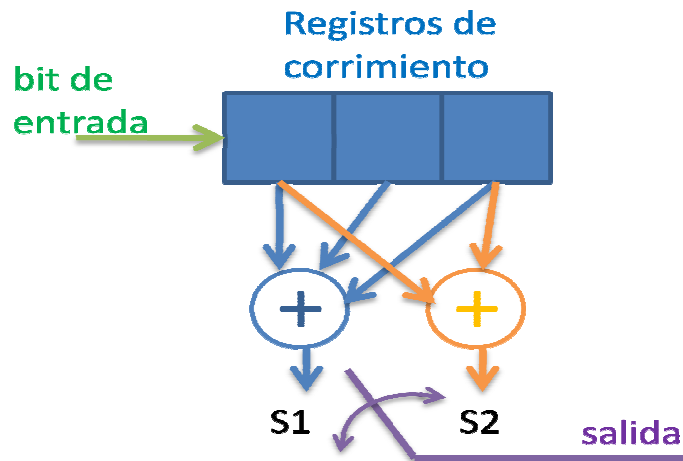 Registros de
corrimiento
bit de
entrada
+
+
S1
S2
salida